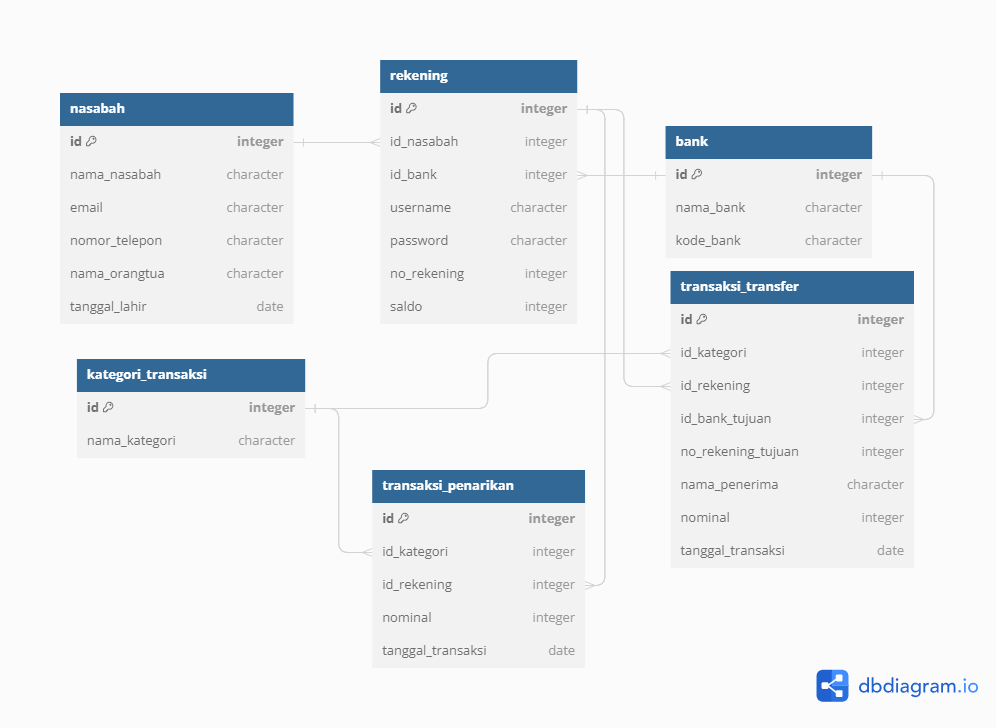 nasabah
id integer
nama_nasabah character
email character
nomor_telepon character
nama_orangtua character
tanggal_lahir date
rekening
id integer
id_nasabah integer
id_bank integer
username character
password character
no_rekening integer
saldo integer
bank
id integer
nama_bank character
kode_bank character
transaksi_transfer
id integer
id_kategori integer
id_rekening integer
id_bank_tujuan integer
no_rekening_tujuan integer
nama_penerima character
nominal integer
tanggal_transaksi date
kategori_transaksi
id integer
nama_kategori character
transaksi_penarikan
id integer
id_kategori integer
id_rekening integer
nominal integer
tanggal_transaksi date
dbdiagram.io